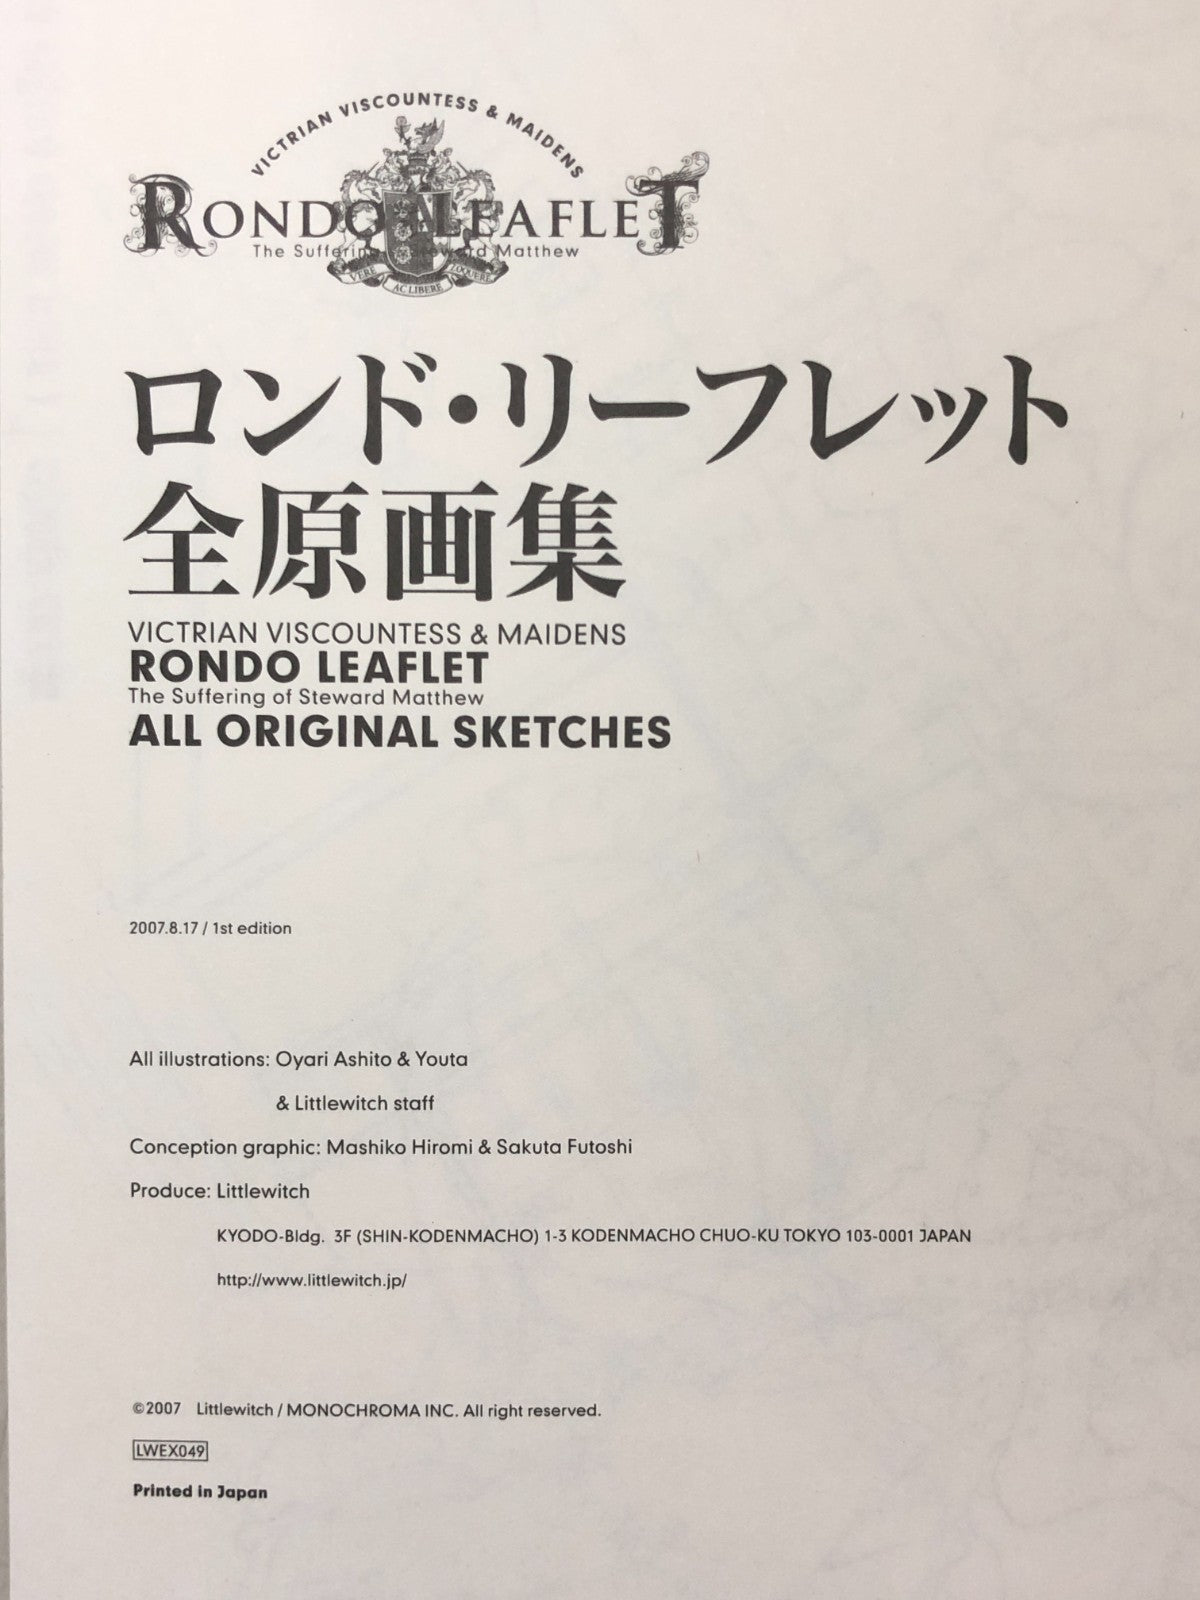 VICTRIAN VISCOUNTESS & MAIDENS
RONDO LEAFLET
The Suffering Steward Matthew
VERE AC LIBERE LOQUERE
ロンド・リーフレット
全原画集
VICTRIAN VISCOUNTESS & MAIDENS
RONDO LEAFLET
The Suffering of Steward Matthew
ALL ORIGINAL SKETCHES
2007.8.17 / 1st edition
All illustrations: Oyari Ashito & Youta
& Littlewitch staff
Conception graphic: Mashiko Hiromi & Sakuta Futoshi
Produce: Littlewitch
KYODO-Bldg. 3F (SHIN-KODENMACHO) 1-3 KODENMACHO CHUO-KU TOKYO 103-0001 JAPAN
http://www.littlewitch.jp/
©2007 Littlewitch / MONOCHROMA INC. All right reserved.
LWEX049
Printed in Japan